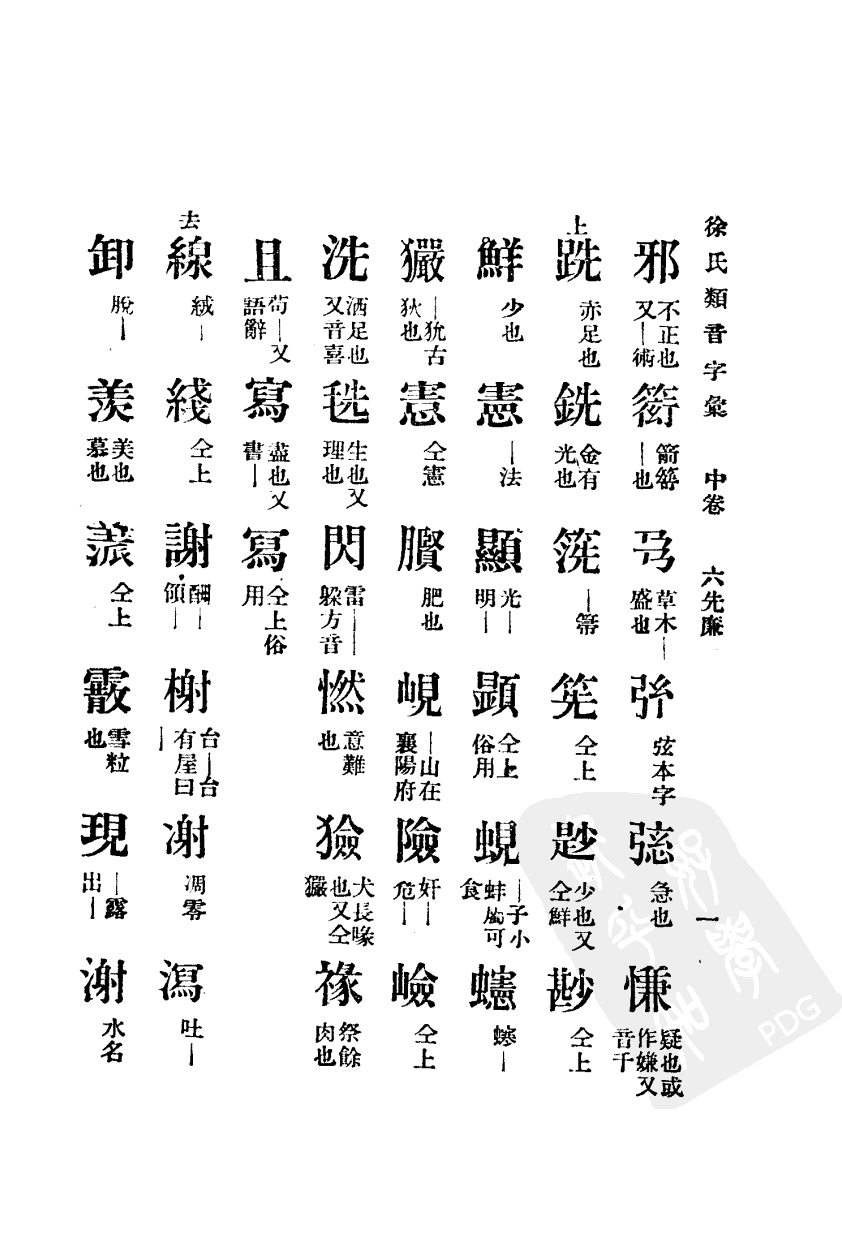 徐氏類音字彙 中卷 六先廉 一
邪 不正也又｜術 䈑 箭簳｜也 㔾 草木｜盛也 弚 弦本字 弦 急也 慊 疑也或作嫌又音千
上 跣 赤足也 銑 金有光也 筅 ｜箒 筅 仝上 尟 少也又仝鮮 尠 仝上
鮮 少也 憲 ｜法 顯 光｜明｜ 顕 仝上俗用 蜆 ｜子小蚌屬可食 蟪 蟪｜
玁 ｜狁古狄也 憲 仝憲 臔 肥也 峴 ｜山在襄陽府 險 奸｜危｜ 嶮 仝上
洗 洒足也又音喜 毨 生也又理也 閃 雷｜｜躲方音 㦓 意難也 獫 犬長喙也又仝玁 祿 祭餘肉也
且 苟｜又語辭 寫 盡也又書｜ 冩 仝上俗用
去 線 絨｜ 綫 仝上 謝 酬｜領｜ 榭 台｜台有屋曰｜ 㴬 凋零 瀉 吐｜
卸 脫｜ 羨 美也慕也 羡 仝上 霰 雪粒也 現 ｜露出｜ 㴬 水名